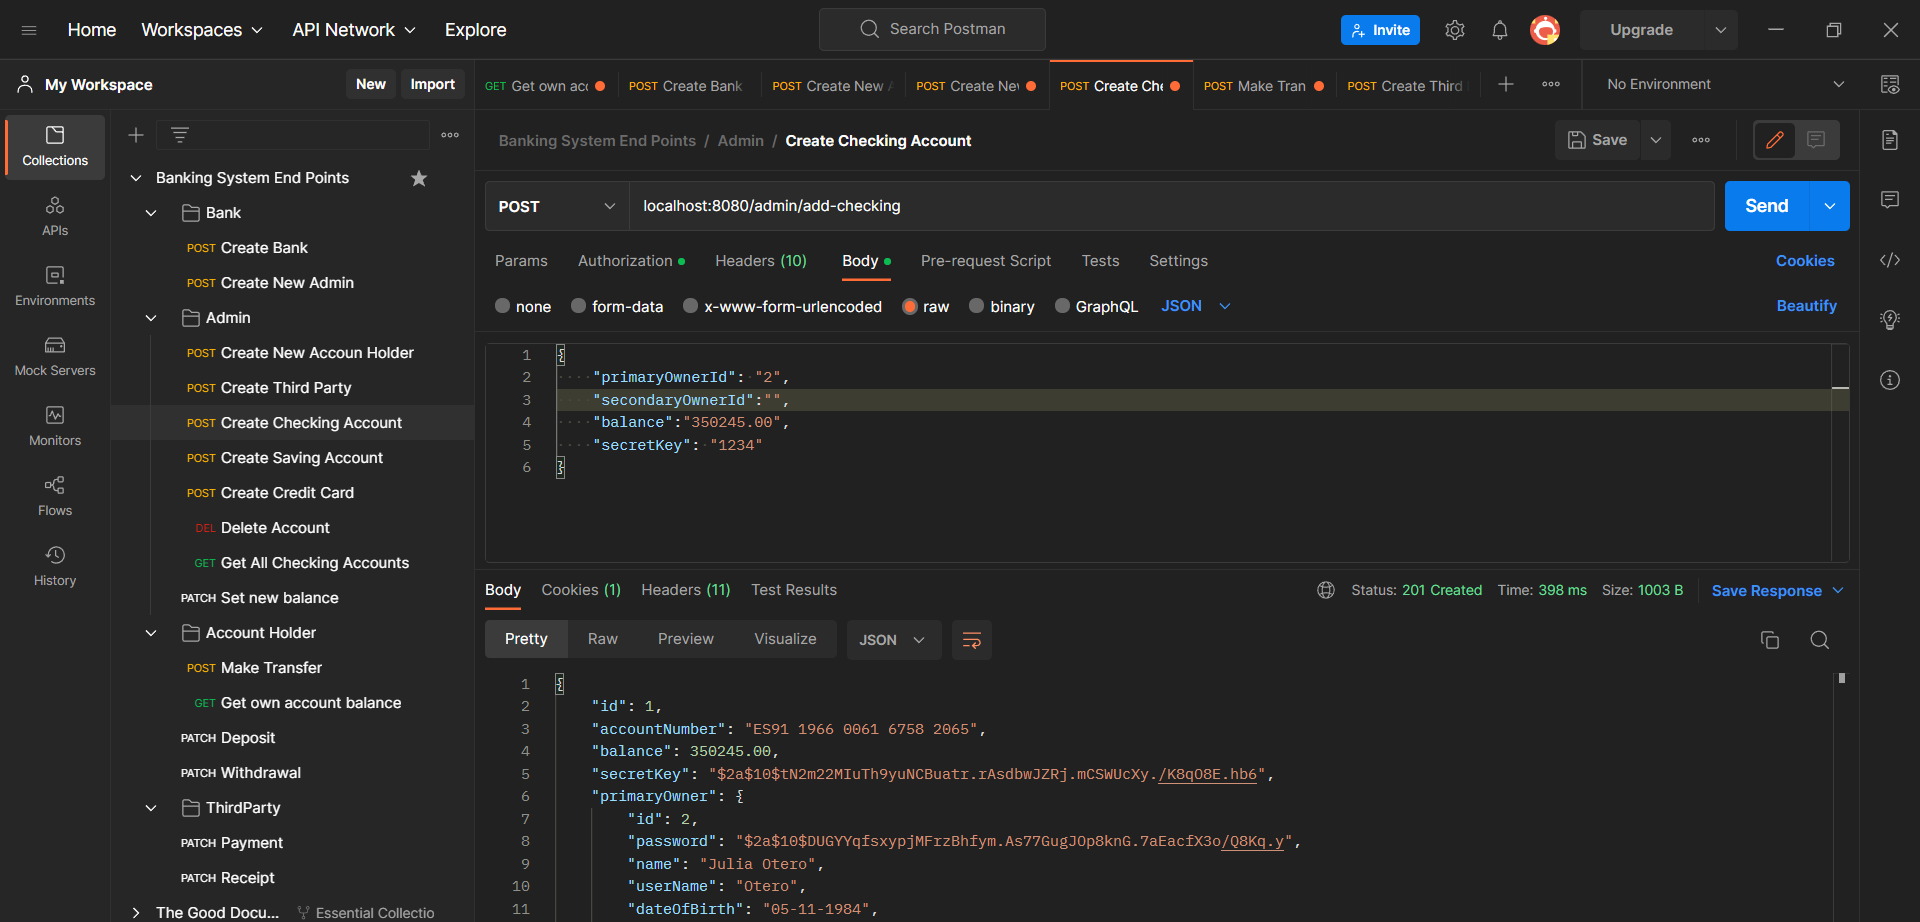 Home Workspaces API Network Explore Search Postman Invite Upgrade
My Workspace New Import
GET Get own acc POST Create Bank POST Create New A POST Create Ne POST Create Che POST Make Tran POST Create Third No Environment
Collections
APIs
Environments
Mock Servers
Monitors
Flows
History
Banking System End Points
Bank
POST Create Bank
POST Create New Admin
Admin
POST Create New Accoun Holder
POST Create Third Party
POST Create Checking Account
POST Create Saving Account
POST Create Credit Card
DEL Delete Account
GET Get All Checking Accounts
PATCH Set new balance
Account Holder
POST Make Transfer
GET Get own account balance
PATCH Deposit
PATCH Withdrawal
ThirdParty
PATCH Payment
PATCH Receipt
The Good Docu... Essential Collectio
Banking System End Points / Admin / Create Checking Account Save
POST localhost:8080/admin/add-checking Send
Params Authorization Headers (10) Body Pre-request Script Tests Settings Cookies
none form-data x-www-form-urlencoded raw binary GraphQL JSON Beautify
1 {
2 "primaryOwnerId": "2",
3 "secondaryOwnerId":"",
4 "balance":"350245.00",
5 "secretKey": "1234"
6 }
Body Cookies (1) Headers (11) Test Results Status: 201 Created Time: 398 ms Size: 1003 B Save Response
Pretty Raw Preview Visualize JSON
1 {
2 "id": 1,
3 "accountNumber": "ES91 1966 0061 6758 2065",
4 "balance": 350245.00,
5 "secretKey": "$2a$10$tN2m22MIuTh9yuNCBuatr.rAsdbwJZRj.mCSWUcXy./K8qO8E.hb6",
6 "primaryOwner": {
7 "id": 2,
8 "password": "$2a$10$DUGYYqfsxypjMFrzBhfym.As77GugJOp8knG.7aEacfX3o/Q8Kq.y",
9 "name": "Julia Otero",
10 "userName": "Otero",
11 "dateOfBirth": "05-11-1984",